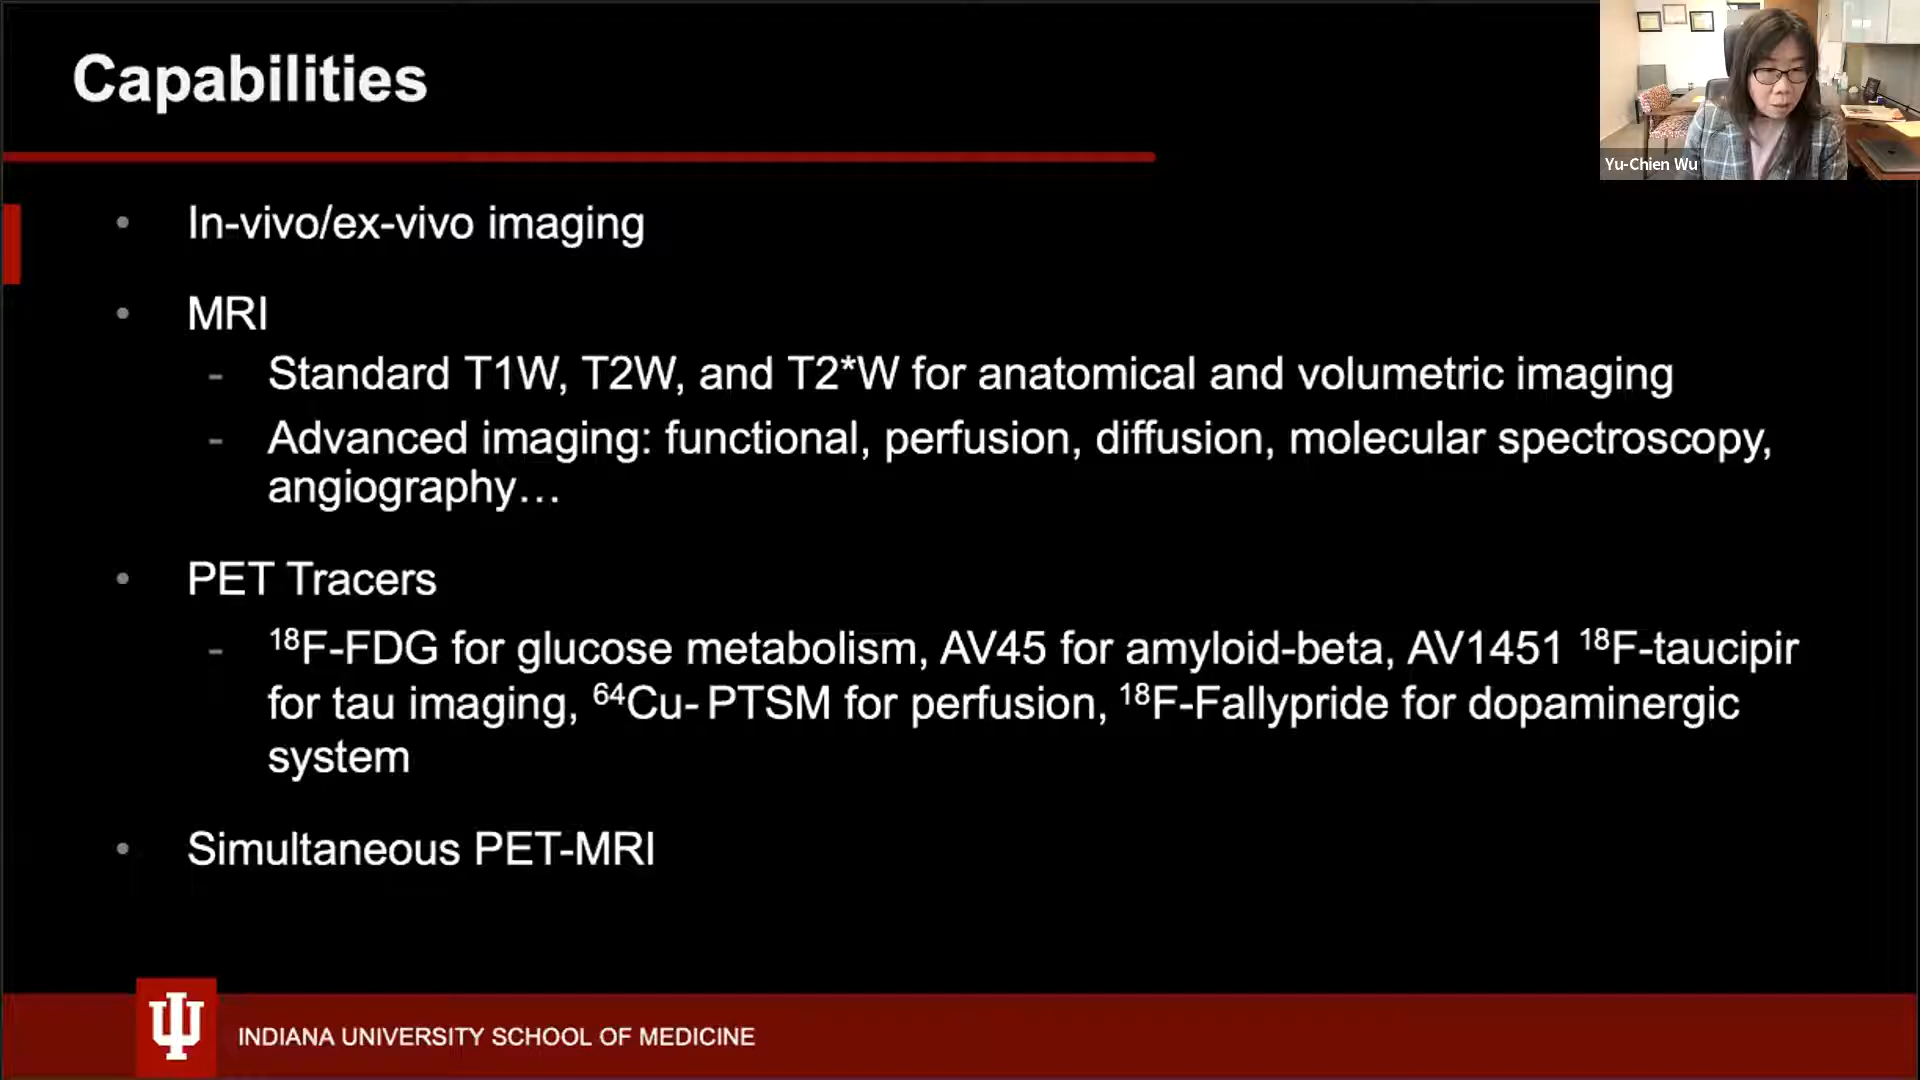 Capabilities
Yu-Chien Wu
• In-vivo/ex-vivo imaging
• MRI
- Standard T1W, T2W, and T2*W for anatomical and volumetric imaging
- Advanced imaging: functional, perfusion, diffusion, molecular spectroscopy,
angiography…
• PET Tracers
- ¹⁸F-FDG for glucose metabolism, AV45 for amyloid-beta, AV1451 ¹⁸F-taucipir
for tau imaging, ⁶⁴Cu- PTSM for perfusion, ¹⁸F-Fallypride for dopaminergic
system
• Simultaneous PET-MRI
INDIANA UNIVERSITY SCHOOL OF MEDICINE